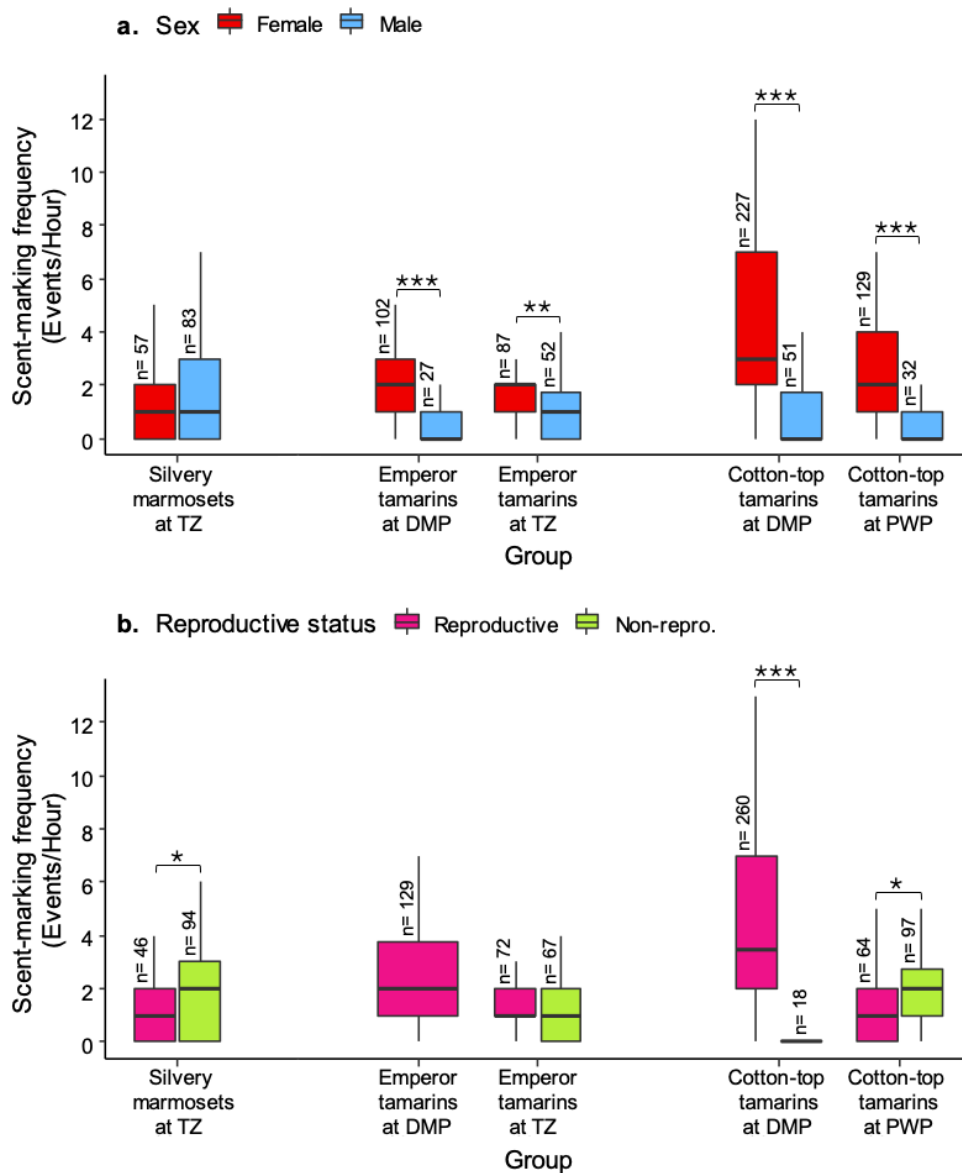 a. Sex Female Male
Scent-marking frequency
(Events/Hour)
12
10
8
6
4
2
0
n= 57
n= 83
n= 102
n= 27
n= 87
n= 52
n= 227
n= 51
n= 129
n= 32
***
**
***
***
Silvery
marmosets
at TZ
Emperor
tamarins
at DMP
Emperor
tamarins
at TZ
Cotton-top
tamarins
at DMP
Cotton-top
tamarins
at PWP
Group
b. Reproductive status Reproductive Non-repro.
Scent-marking frequency
(Events/Hour)
12
10
8
6
4
2
0
n= 46
n= 94
n= 129
n= 72
n= 67
n= 260
n= 18
n= 64
n= 97
*
***
*
Silvery
marmosets
at TZ
Emperor
tamarins
at DMP
Emperor
tamarins
at TZ
Cotton-top
tamarins
at DMP
Cotton-top
tamarins
at PWP
Group